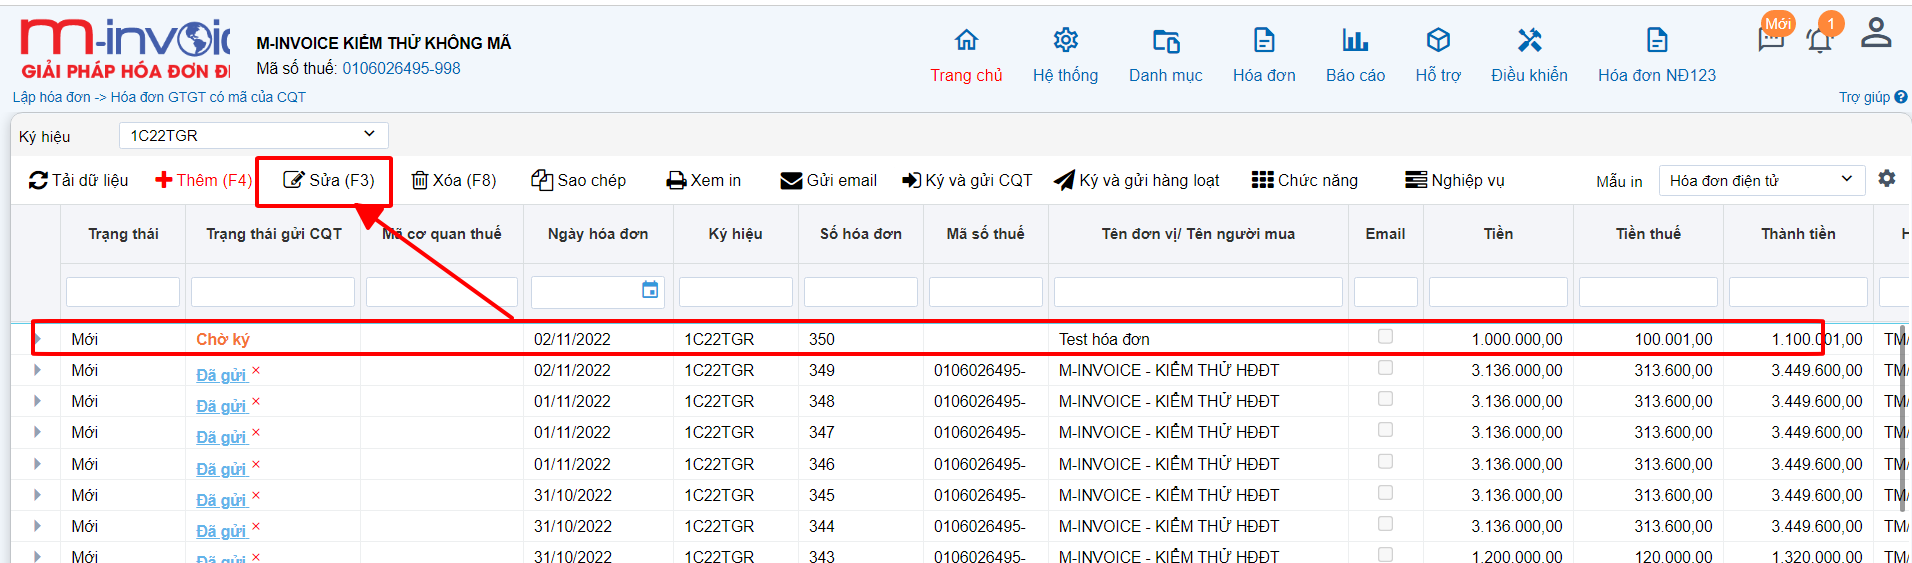 m-invoic
GIẢI PHÁP HÓA ĐƠN Đ
M-INVOICE KIỂM THỬ KHÔNG MÃ
Mã số thuế: 0106026495-998
Trang chủ
Hệ thống
Danh mục
Hóa đơn
Báo cáo
Hỗ trợ
Điều khiển
Hóa đơn NĐ123
Mới
1
Lập hóa đơn -> Hóa đơn GTGT có mã của CQT
Trợ giúp
Ký hiệu 1C22TGR
Tải dữ liệu Thêm (F4) Sửa (F3) Xóa (F8) Sao chép Xem in Gửi email Ký và gửi CQT Ký và gửi hàng loạt Chức năng Nghiệp vụ Mẫu in Hóa đơn điện tử
Trạng thái Trạng thái gửi CQT Mã cơ quan thuế Ngày hóa đơn Ký hiệu Số hóa đơn Mã số thuế Tên đơn vị/ Tên người mua Email Tiền Tiền thuế Thành tiền
Mới Chờ ký 02/11/2022 1C22TGR 350 Test hóa đơn 1.000.000,00 100.001,00 1.100.001,00 TM/
Mới Đã gửi 02/11/2022 1C22TGR 349 0106026495- M-INVOICE - KIỂM THỬ HĐĐT 3.136.000,00 313.600,00 3.449.600,00 TM/
Mới Đã gửi 01/11/2022 1C22TGR 348 0106026495- M-INVOICE - KIỂM THỬ HĐĐT 3.136.000,00 313.600,00 3.449.600,00 TM/
Mới Đã gửi 01/11/2022 1C22TGR 347 0106026495- M-INVOICE - KIỂM THỬ HĐĐT 3.136.000,00 313.600,00 3.449.600,00 TM/
Mới Đã gửi 01/11/2022 1C22TGR 346 0106026495- M-INVOICE - KIỂM THỬ HĐĐT 3.136.000,00 313.600,00 3.449.600,00 TM/
Mới Đã gửi 31/10/2022 1C22TGR 345 0106026495- M-INVOICE - KIỂM THỬ HĐĐT 3.136.000,00 313.600,00 3.449.600,00 TM/
Mới Đã gửi 31/10/2022 1C22TGR 344 0106026495- M-INVOICE - KIỂM THỬ HĐĐT 3.136.000,00 313.600,00 3.449.600,00 TM/
Mới Đã gửi 31/10/2022 1C22TGR 343 0106026495- M-INVOICE - KIỂM THỬ HĐĐT 1.200.000,00 120.000,00 1.320.000,00 TM/